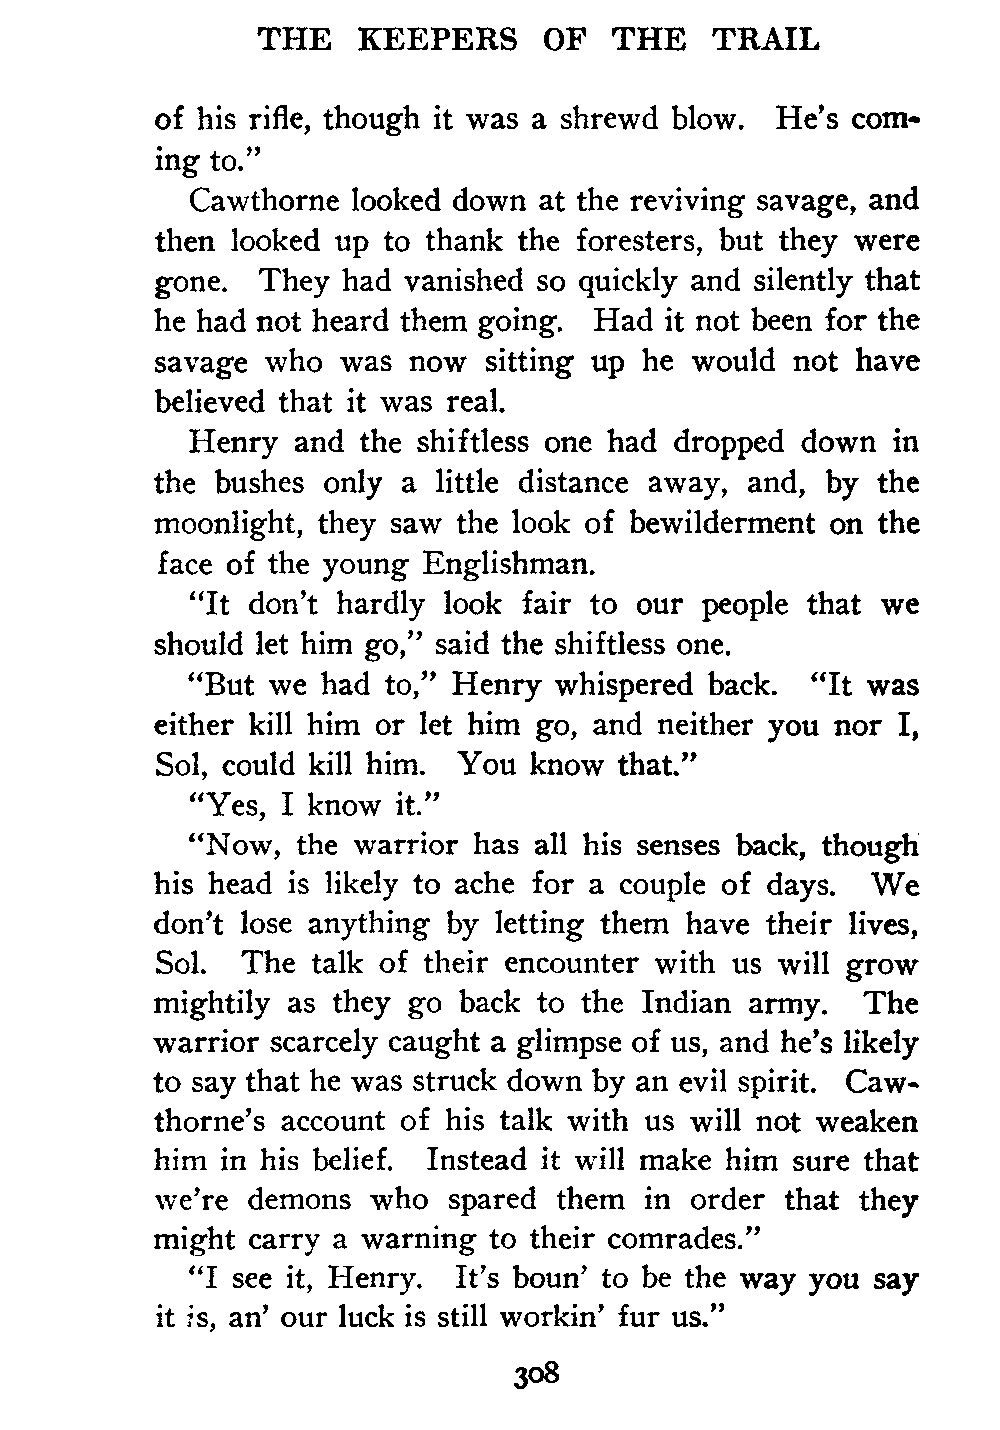 THE KEEPERS OF THE TRAIL
of his rifle, though it was a shrewd blow. He's com-
ing to."
Cawthorne looked down at the reviving savage, and
then looked up to thank the foresters, but they were
gone. They had vanished so quickly and silently that
he had not heard them going. Had it not been for the
savage who was now sitting up he would not have
believed that it was real.
Henry and the shiftless one had dropped down in
the bushes only a little distance away, and, by the
moonlight, they saw the look of bewilderment on the
face of the young Englishman.
"It don't hardly look fair to our people that we
should let him go," said the shiftless one.
"But we had to," Henry whispered back. "It was
either kill him or let him go, and neither you nor I,
Sol, could kill him. You know that."
"Yes, I know it."
"Now, the warrior has all his senses back, though
his head is likely to ache for a couple of days. We
don't lose anything by letting them have their lives,
Sol. The talk of their encounter with us will grow
mightily as they go back to the Indian army. The
warrior scarcely caught a glimpse of us, and he's likely
to say that he was struck down by an evil spirit. Caw-
thorne's account of his talk with us will not weaken
him in his belief. Instead it will make him sure that
we're demons who spared them in order that they
might carry a warning to their comrades."
"I see it, Henry. It's boun' to be the way you say
it is, an' our luck is still workin' fur us."
308